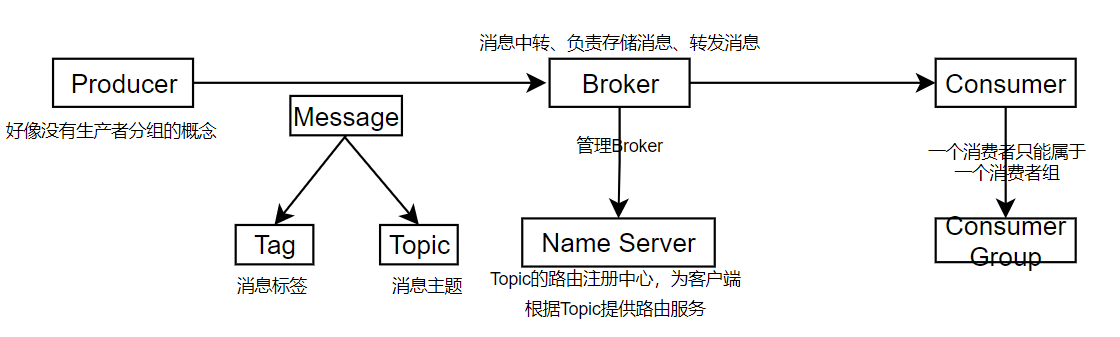 消息中转、负责存储消息、转发消息
Producer
Broker
Consumer
Message
好像没有生产者分组的概念
管理Broker
一个消费者只能属于
一个消费者组
Tag
Topic
Name Server
Consumer
Group
消息标签
消息主题
Topic的路由注册中心，为客户端
根据Topic提供路由服务